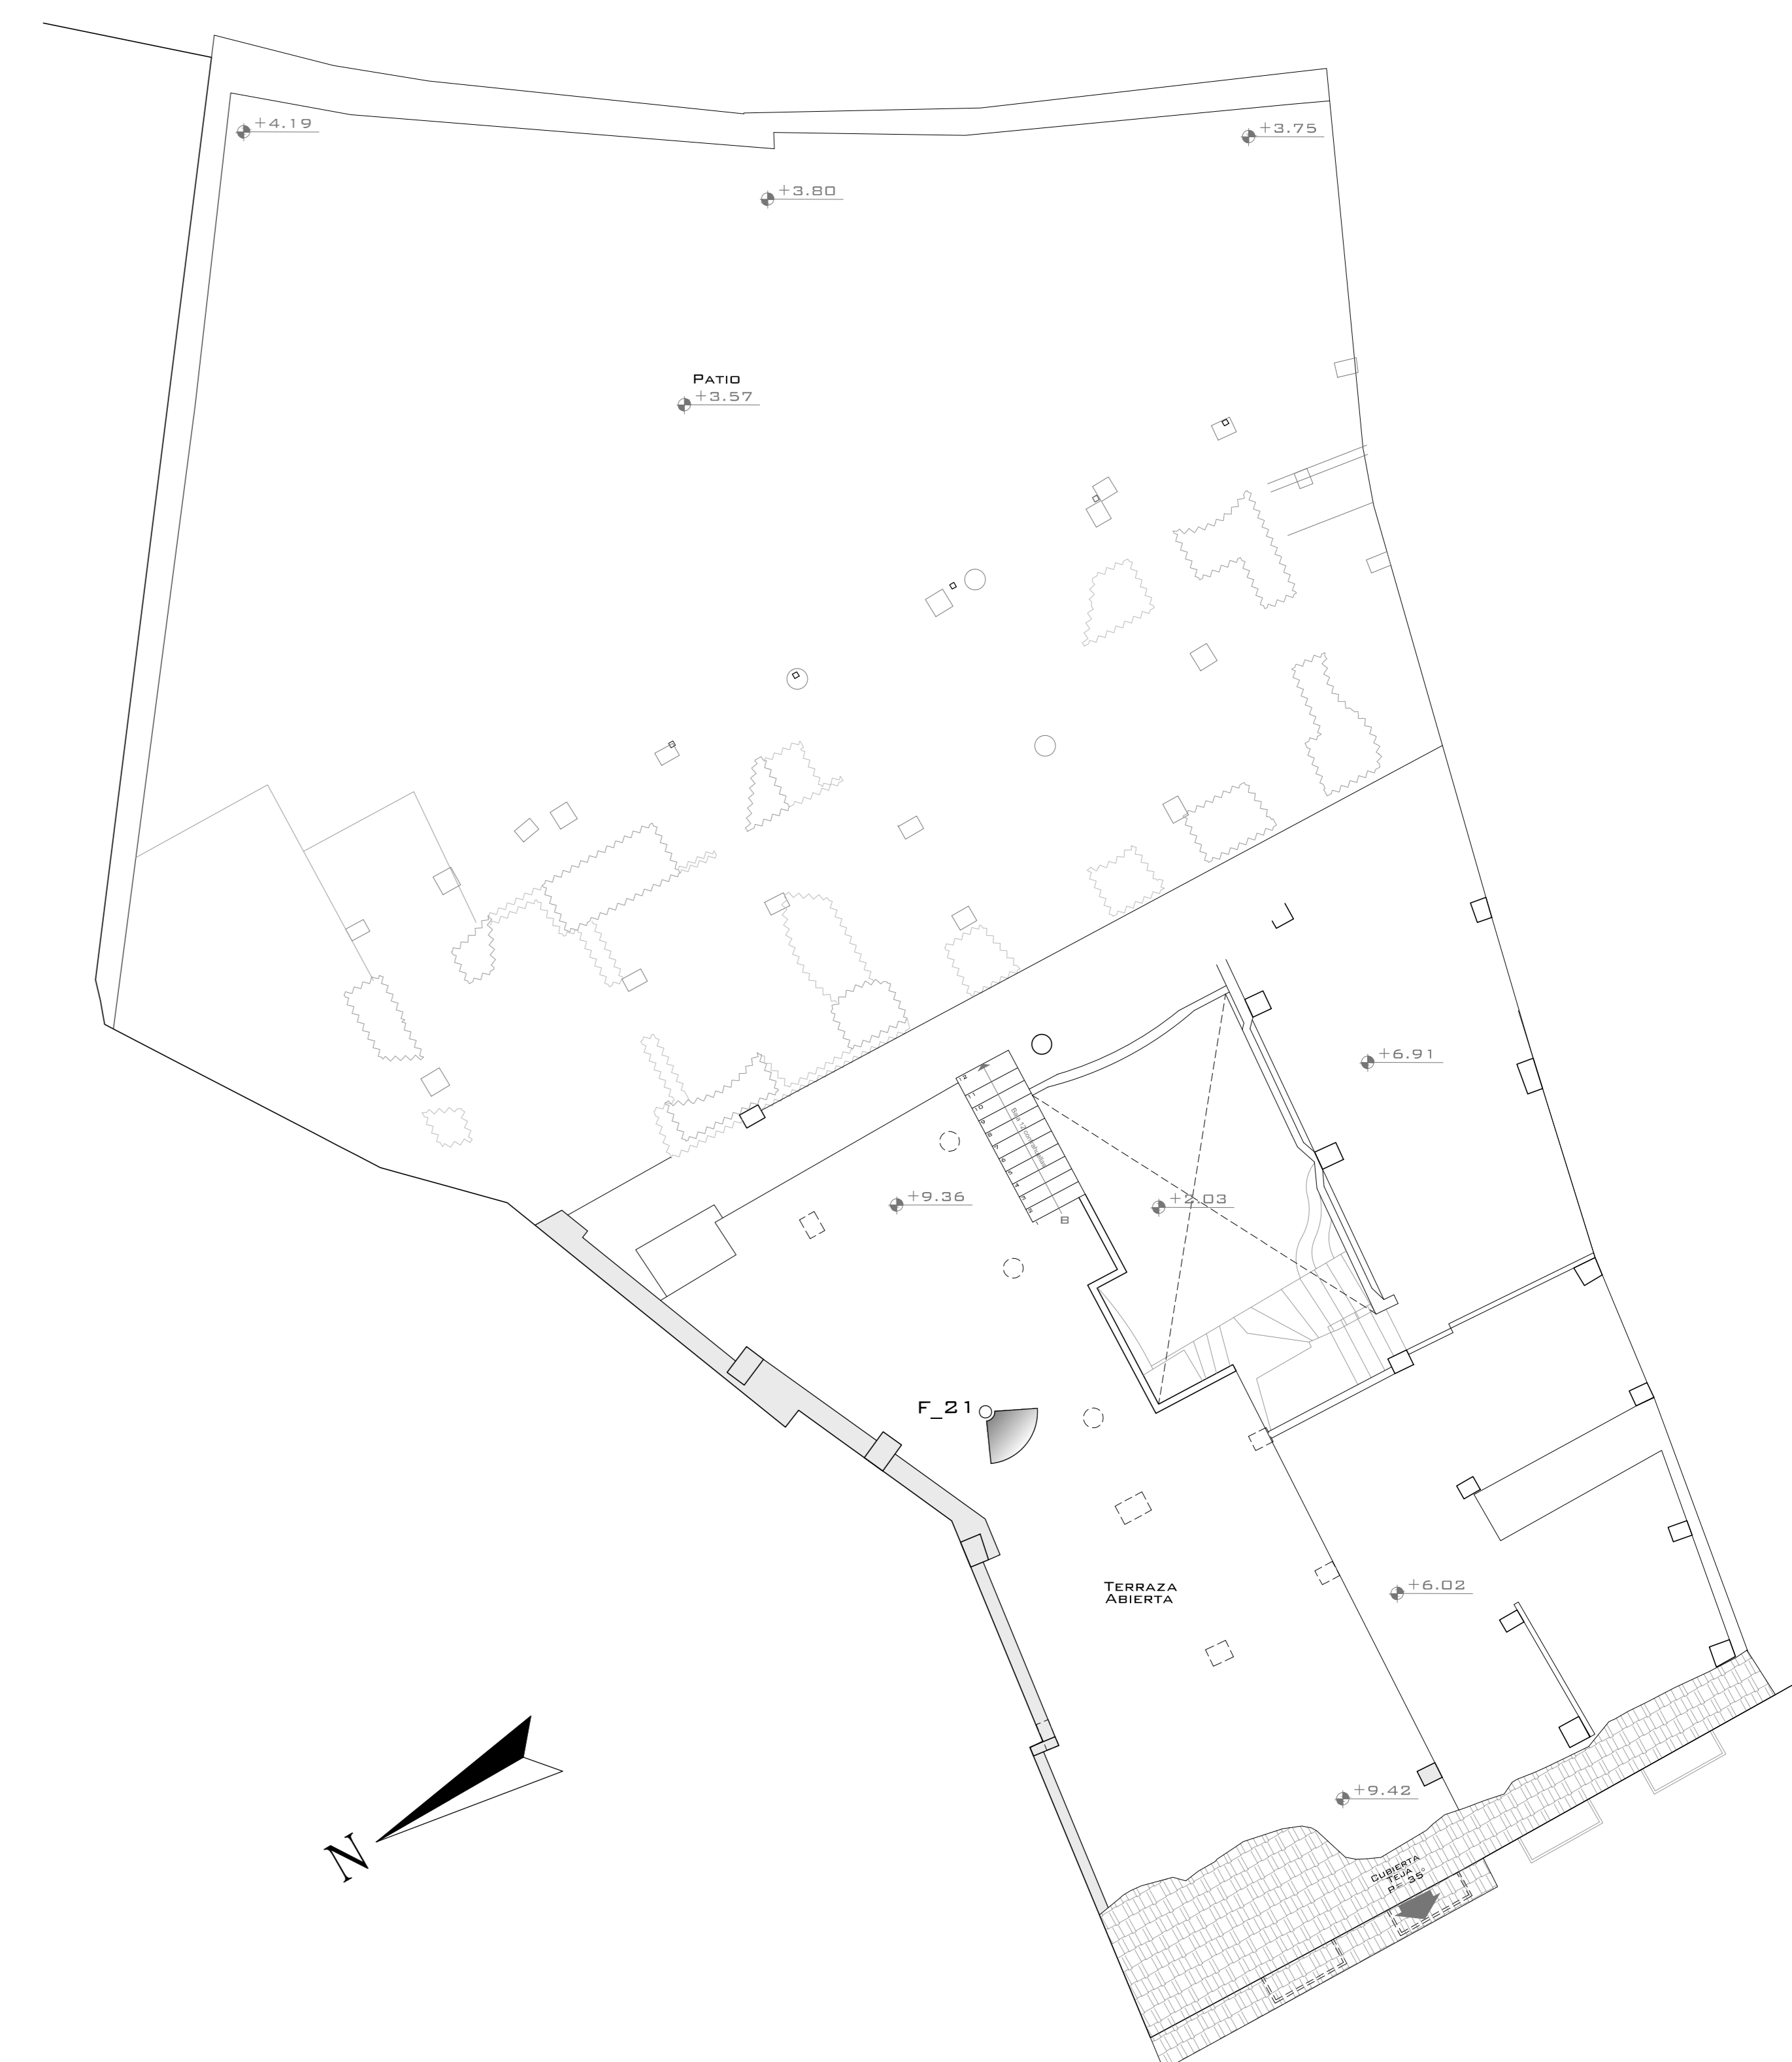 +4.19
+3.75
+3.80
Patio
+3.57
+6.91
+9.36
+2.03
B
F_21
Terraza
Abierta
+6.02
+9.42
Cubierta
Teja
P= 35°
N